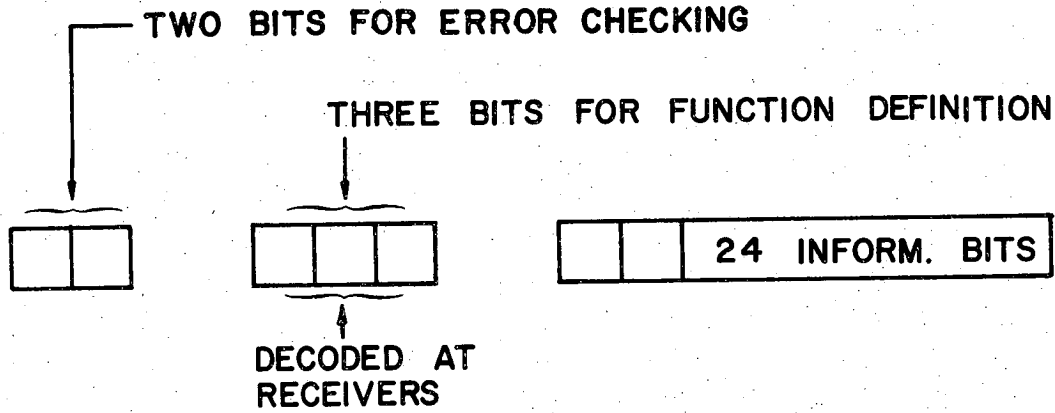 TWO BITS FOR ERROR CHECKING
THREE BITS FOR FUNCTION DEFINITION
24 INFORM. BITS
DECODED AT
RECEIVERS